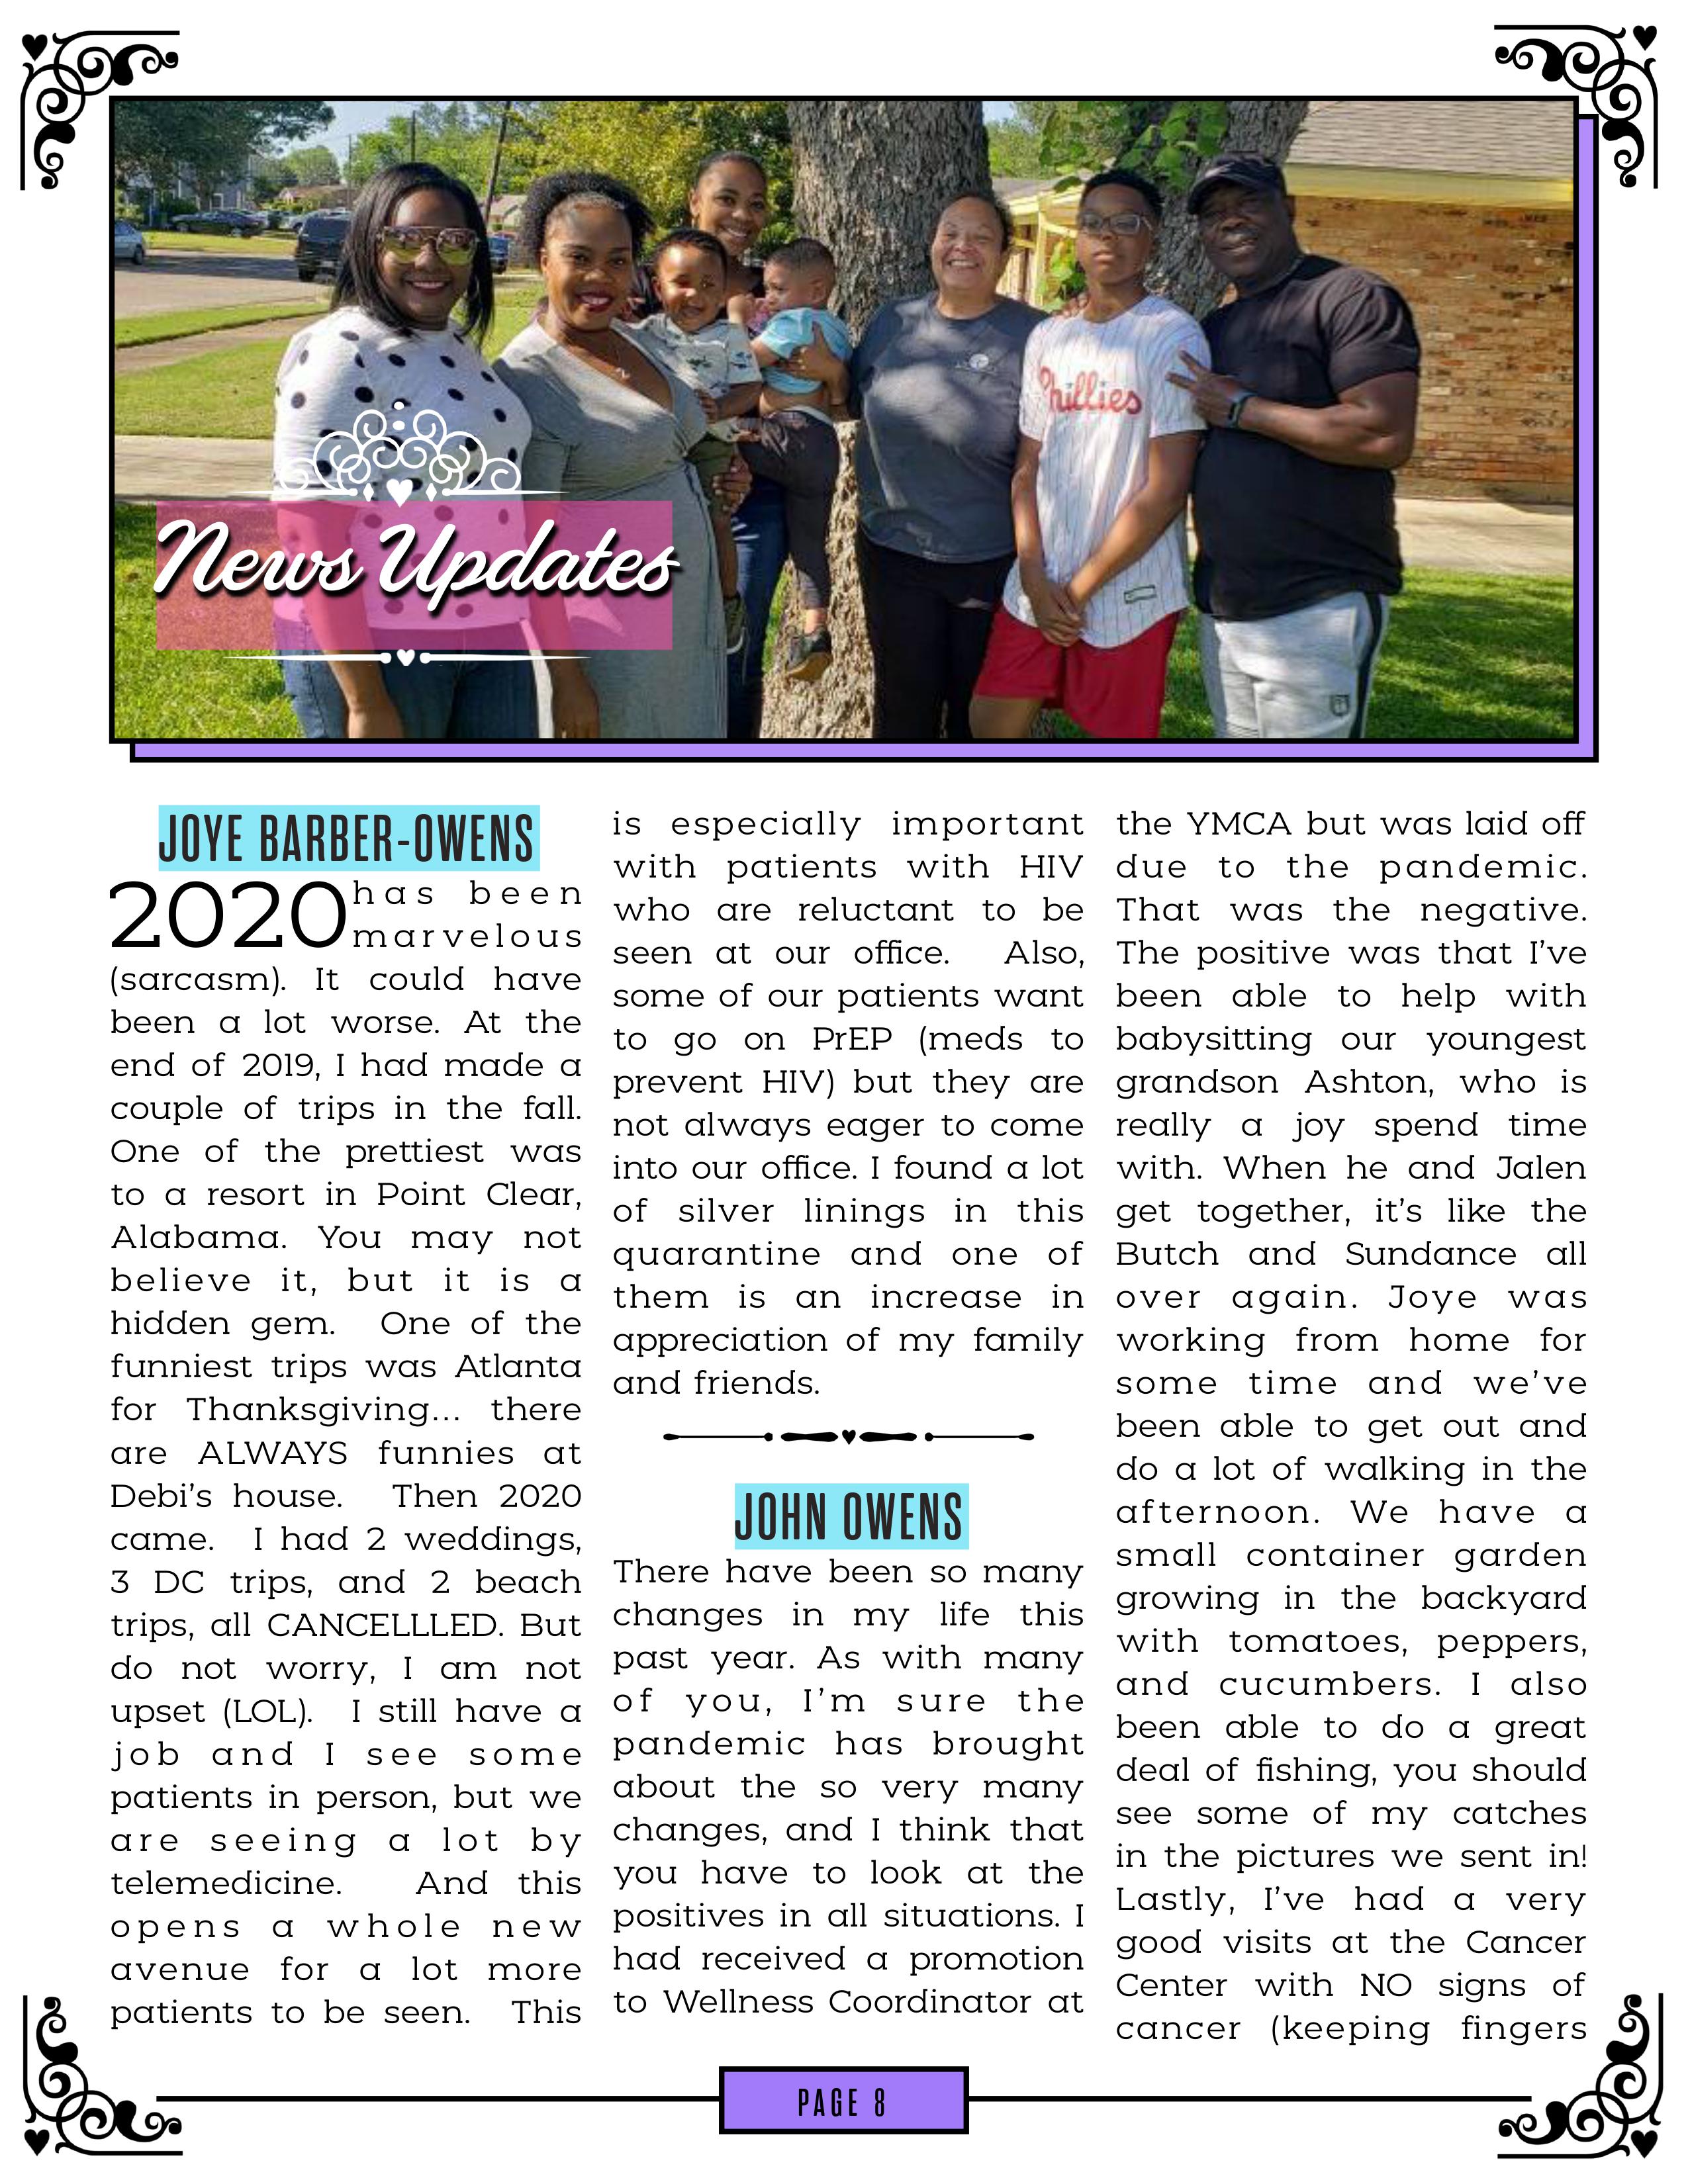 Phillies
News Updates
JOYE BARBER-OWENS
2020 has been
marvelous
(sarcasm). It could have
been a lot worse. At the
end of 2019, I had made a
couple of trips in the fall.
One of the prettiest was
to a resort in Point Clear,
Alabama. You may not
believe it, but it is a
hidden gem. One of the
funniest trips was Atlanta
for Thanksgiving... there
are ALWAYS funnies at
Debi's house. Then 2020
came. I had 2 weddings,
3 DC trips, and 2 beach
trips, all CANCELLLED. But
do not worry, I am not
upset (LOL). I still have a
job and I see some
patients in person, but we
are seeing a lot by
telemedicine. And this
opens a whole new
avenue for a lot more
patients to be seen. This
is especially important
with patients with HIV
who are reluctant to be
seen at our office. Also,
some of our patients want
to go on PrEP (meds to
prevent HIV) but they are
not always eager to come
into our office. I found a lot
of silver linings in this
quarantine and one of
them is an increase in
appreciation of my family
and friends.
JOHN OWENS
There have been so many
changes in my life this
past year. As with many
of you, I'm sure the
pandemic has brought
about the so very many
changes, and I think that
you have to look at the
positives in all situations. I
had received a promotion
to Wellness Coordinator at
the YMCA but was laid off
due to the pandemic.
That was the negative.
The positive was that I've
been able to help with
babysitting our youngest
grandson Ashton, who is
really a joy spend time
with. When he and Jalen
get together, it's like the
Butch and Sundance all
over again. Joye was
working from home for
some time and we've
been able to get out and
do a lot of walking in the
afternoon. We have a
small container garden
growing in the backyard
with tomatoes, peppers,
and cucumbers. I also
been able to do a great
deal of fishing, you should
see some of my catches
in the pictures we sent in!
Lastly, I've had a very
good visits at the Cancer
Center with NO signs of
cancer (keeping fingers
PAGE 8